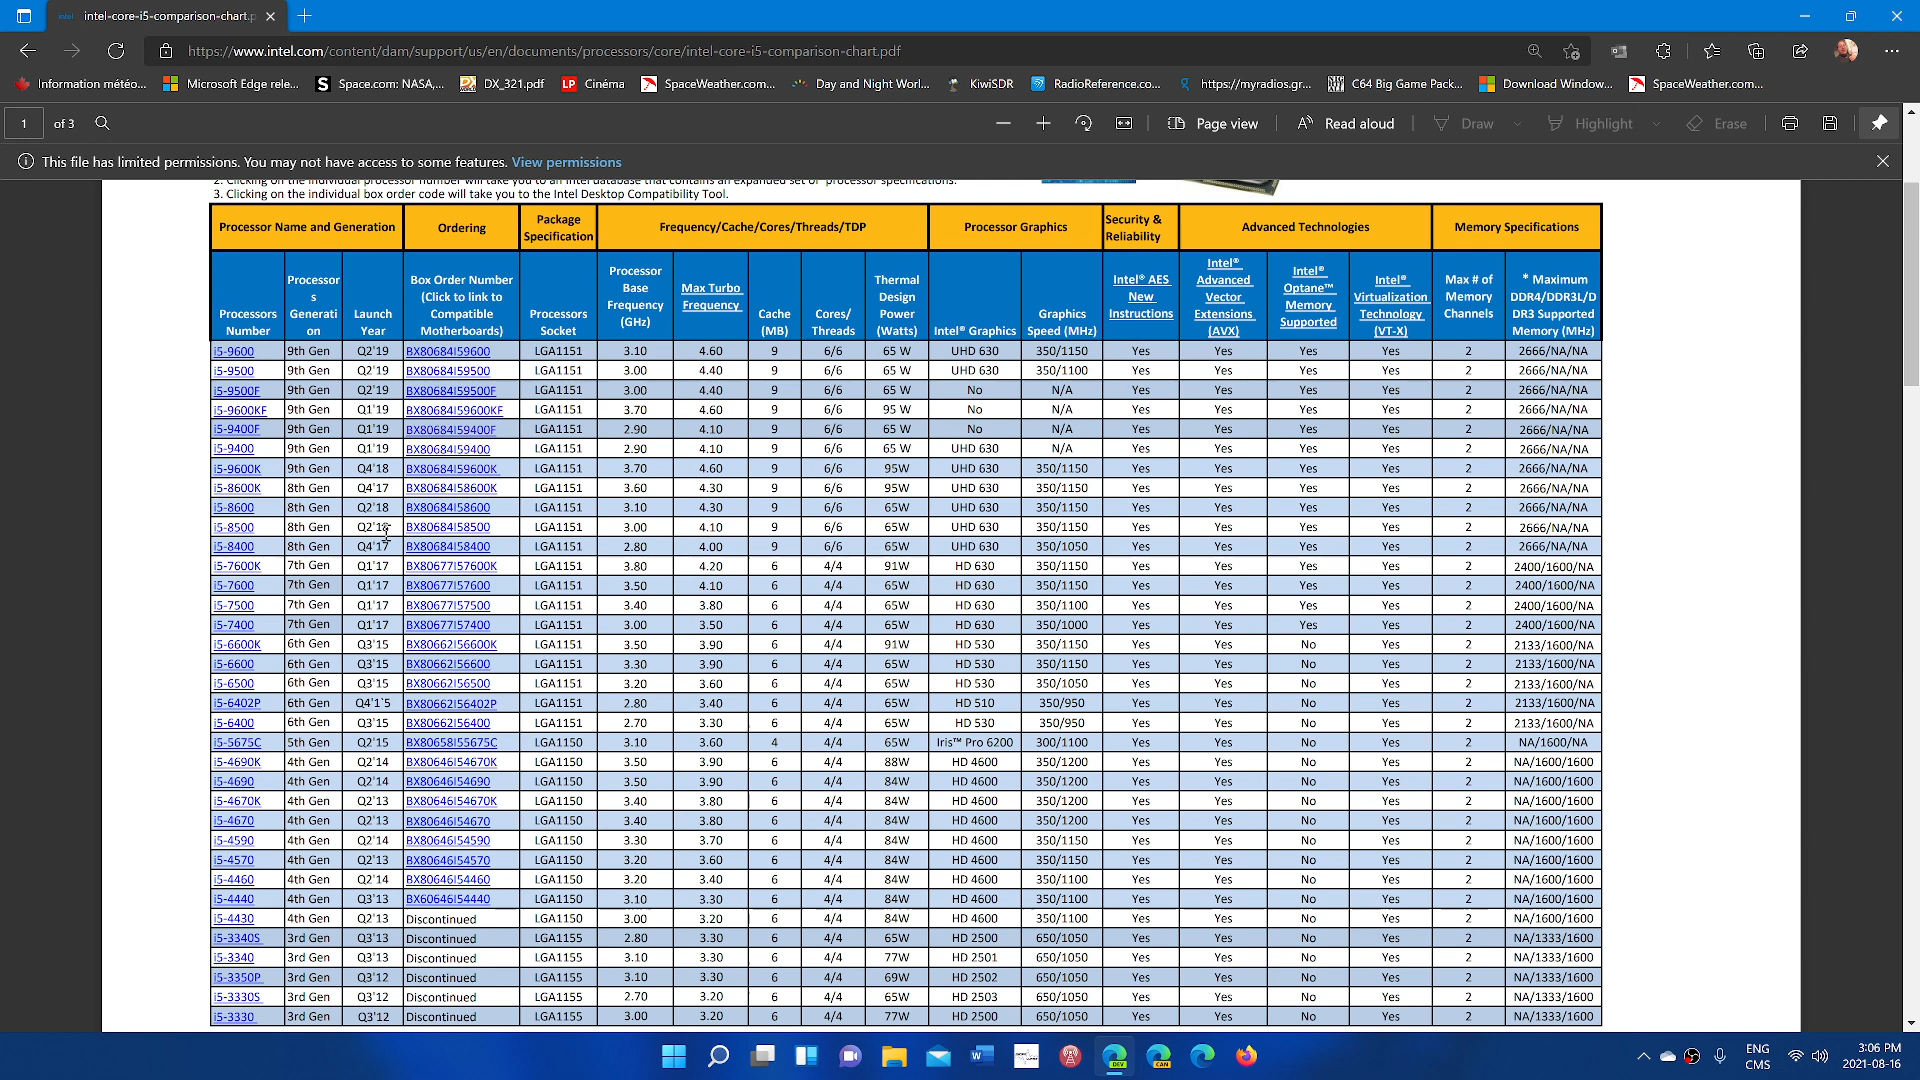 intel-core-i5-comparison-chart.p
https://www.intel.com/content/dam/support/us/en/documents/processors/core/intel-core-i5-comparison-chart.pdf
Information météo... Microsoft Edge rele... Space.com: NASA,... DX_321.pdf Cinéma SpaceWeather.com... Day and Night Worl... KiwiSDR RadioReference.co... https://myradios.gr... C64 Big Game Pack... Download Window... SpaceWeather.com...
1 of 3 Page view Read aloud Draw Highlight Erase
This file has limited permissions. You may not have access to some features. View permissions
2. Clicking on the individual processor number will take you to an Intel database that contains an expanded set of processor specifications.
3. Clicking on the individual box order code will take you to the Intel Desktop Compatibility Tool.
Processor Name and Generation Ordering Package Specification Frequency/Cache/Cores/Threads/TDP Processor Graphics Security & Reliability Advanced Technologies Memory Specifications
Processors Number Processor s Generati on Launch Year Box Order Number (Click to link to Compatible Motherboards) Processors Socket Processor Base Frequency (GHz) Max Turbo Frequency Cache (MB) Cores/ Threads Thermal Design Power (Watts) Intel® Graphics Graphics Speed (MHz) Intel® AES New Instructions Intel® Advanced Vector Extensions (AVX) Intel® Optane™ Memory Supported Intel® Virtualization Technology (VT-X) Max # of Memory Channels * Maximum DDR4/DDR3L/D DR3 Supported Memory (MHz)
i5-9600 9th Gen Q2'19 BX80684I59600 LGA1151 3.10 4.60 9 6/6 65 W UHD 630 350/1150 Yes Yes Yes Yes 2 2666/NA/NA
i5-9500 9th Gen Q2'19 BX80684I59500 LGA1151 3.00 4.40 9 6/6 65 W UHD 630 350/1100 Yes Yes Yes Yes 2 2666/NA/NA
i5-9500F 9th Gen Q2'19 BX80684I59500F LGA1151 3.00 4.40 9 6/6 65 W No N/A Yes Yes Yes Yes 2 2666/NA/NA
i5-9600KF 9th Gen Q1'19 BX80684I59600KF LGA1151 3.70 4.60 9 6/6 95 W No N/A Yes Yes Yes Yes 2 2666/NA/NA
i5-9400F 9th Gen Q1'19 BX80684I59400F LGA1151 2.90 4.10 9 6/6 65 W No N/A Yes Yes Yes Yes 2 2666/NA/NA
i5-9400 9th Gen Q1'19 BX80684I59400 LGA1151 2.90 4.10 9 6/6 65 W UHD 630 N/A Yes Yes Yes Yes 2 2666/NA/NA
i5-9600K 9th Gen Q4'18 BX80684I59600K LGA1151 3.70 4.60 9 6/6 95W UHD 630 350/1150 Yes Yes Yes Yes 2 2666/NA/NA
i5-8600K 8th Gen Q4'17 BX80684I58600K LGA1151 3.60 4.30 9 6/6 95W UHD 630 350/1150 Yes Yes Yes Yes 2 2666/NA/NA
i5-8600 8th Gen Q2'18 BX80684I58600 LGA1151 3.10 4.30 9 6/6 65W UHD 630 350/1150 Yes Yes Yes Yes 2 2666/NA/NA
i5-8500 8th Gen Q2'18 BX80684I58500 LGA1151 3.00 4.10 9 6/6 65W UHD 630 350/1150 Yes Yes Yes Yes 2 2666/NA/NA
i5-8400 8th Gen Q4'17 BX80684I58400 LGA1151 2.80 4.00 9 6/6 65W UHD 630 350/1050 Yes Yes Yes Yes 2 2666/NA/NA
i5-7600K 7th Gen Q1'17 BX80677I57600K LGA1151 3.80 4.20 6 4/4 91W HD 630 350/1150 Yes Yes Yes Yes 2 2400/1600/NA
i5-7600 7th Gen Q1'17 BX80677I57600 LGA1151 3.50 4.10 6 4/4 65W HD 630 350/1150 Yes Yes Yes Yes 2 2400/1600/NA
i5-7500 7th Gen Q1'17 BX80677I57500 LGA1151 3.40 3.80 6 4/4 65W HD 630 350/1100 Yes Yes Yes Yes 2 2400/1600/NA
i5-7400 7th Gen Q1'17 BX80677I57400 LGA1151 3.00 3.50 6 4/4 65W HD 630 350/1000 Yes Yes Yes Yes 2 2400/1600/NA
i5-6600K 6th Gen Q3'15 BX80662I56600K LGA1151 3.50 3.90 6 4/4 91W HD 530 350/1150 Yes Yes No Yes 2 2133/1600/NA
i5-6600 6th Gen Q3'15 BX80662I56600 LGA1151 3.30 3.90 6 4/4 65W HD 530 350/1150 Yes Yes No Yes 2 2133/1600/NA
i5-6500 6th Gen Q3'15 BX80662I56500 LGA1151 3.20 3.60 6 4/4 65W HD 530 350/1050 Yes Yes No Yes 2 2133/1600/NA
i5-6402P 6th Gen Q4'1`5 BX80662I56402P LGA1151 2.80 3.40 6 4/4 65W HD 510 350/950 Yes Yes No Yes 2 2133/1600/NA
i5-6400 6th Gen Q3'15 BX80662I56400 LGA1151 2.70 3.30 6 4/4 65W HD 530 350/950 Yes Yes No Yes 2 2133/1600/NA
i5-5675C 5th Gen Q2'15 BX80658I55675C LGA1150 3.10 3.60 4 4/4 65W Iris™ Pro 6200 300/1100 Yes Yes No Yes 2 NA/1600/NA
i5-4690K 4th Gen Q2'14 BX80646I54670K LGA1150 3.50 3.90 6 4/4 88W HD 4600 350/1200 Yes Yes No Yes 2 NA/1600/1600
i5-4690 4th Gen Q2'14 BX80646I54690 LGA1150 3.50 3.90 6 4/4 84W HD 4600 350/1200 Yes Yes No Yes 2 NA/1600/1600
i5-4670K 4th Gen Q2'13 BX80646I54670K LGA1150 3.40 3.80 6 4/4 84W HD 4600 350/1200 Yes Yes No Yes 2 NA/1600/1600
i5-4670 4th Gen Q2'13 BX80646I54670 LGA1150 3.40 3.80 6 4/4 84W HD 4600 350/1200 Yes Yes No Yes 2 NA/1600/1600
i5-4590 4th Gen Q2'14 BX80646I54590 LGA1150 3.30 3.70 6 4/4 84W HD 4600 350/1150 Yes Yes No Yes 2 NA/1600/1600
i5-4570 4th Gen Q2'13 BX80646I54570 LGA1150 3.20 3.60 6 4/4 84W HD 4600 350/1150 Yes Yes No Yes 2 NA/1600/1600
i5-4460 4th Gen Q2'14 BX80646I54460 LGA1150 3.20 3.40 6 4/4 84W HD 4600 350/1100 Yes Yes No Yes 2 NA/1600/1600
i5-4440 4th Gen Q3'13 BX60646I54440 LGA1150 3.10 3.30 6 4/4 84W HD 4600 350/1100 Yes Yes No Yes 2 NA/1600/1600
i5-4430 4th Gen Q2'13 Discontinued LGA1150 3.00 3.20 6 4/4 84W HD 4600 350/1100 Yes Yes No Yes 2 NA/1600/1600
i5-3340S 3rd Gen Q3'13 Discontinued LGA1155 2.80 3.30 6 4/4 65W HD 2500 650/1050 Yes Yes No Yes 2 NA/1333/1600
i5-3340 3rd Gen Q3'13 Discontinued LGA1155 3.10 3.30 6 4/4 77W HD 2501 650/1050 Yes Yes No Yes 2 NA/1333/1600
i5-3350P 3rd Gen Q3'12 Discontinued LGA1155 3.10 3.30 6 4/4 69W HD 2502 650/1050 Yes Yes No Yes 2 NA/1333/1600
i5-3330S 3rd Gen Q3'12 Discontinued LGA1155 2.70 3.20 6 4/4 65W HD 2503 650/1050 Yes Yes No Yes 2 NA/1333/1600
i5-3330 3rd Gen Q3'12 Discontinued LGA1155 3.00 3.20 6 4/4 77W HD 2500 650/1050 Yes Yes No Yes 2 NA/1333/1600
ENG CMS 3:06 PM 2021-08-16